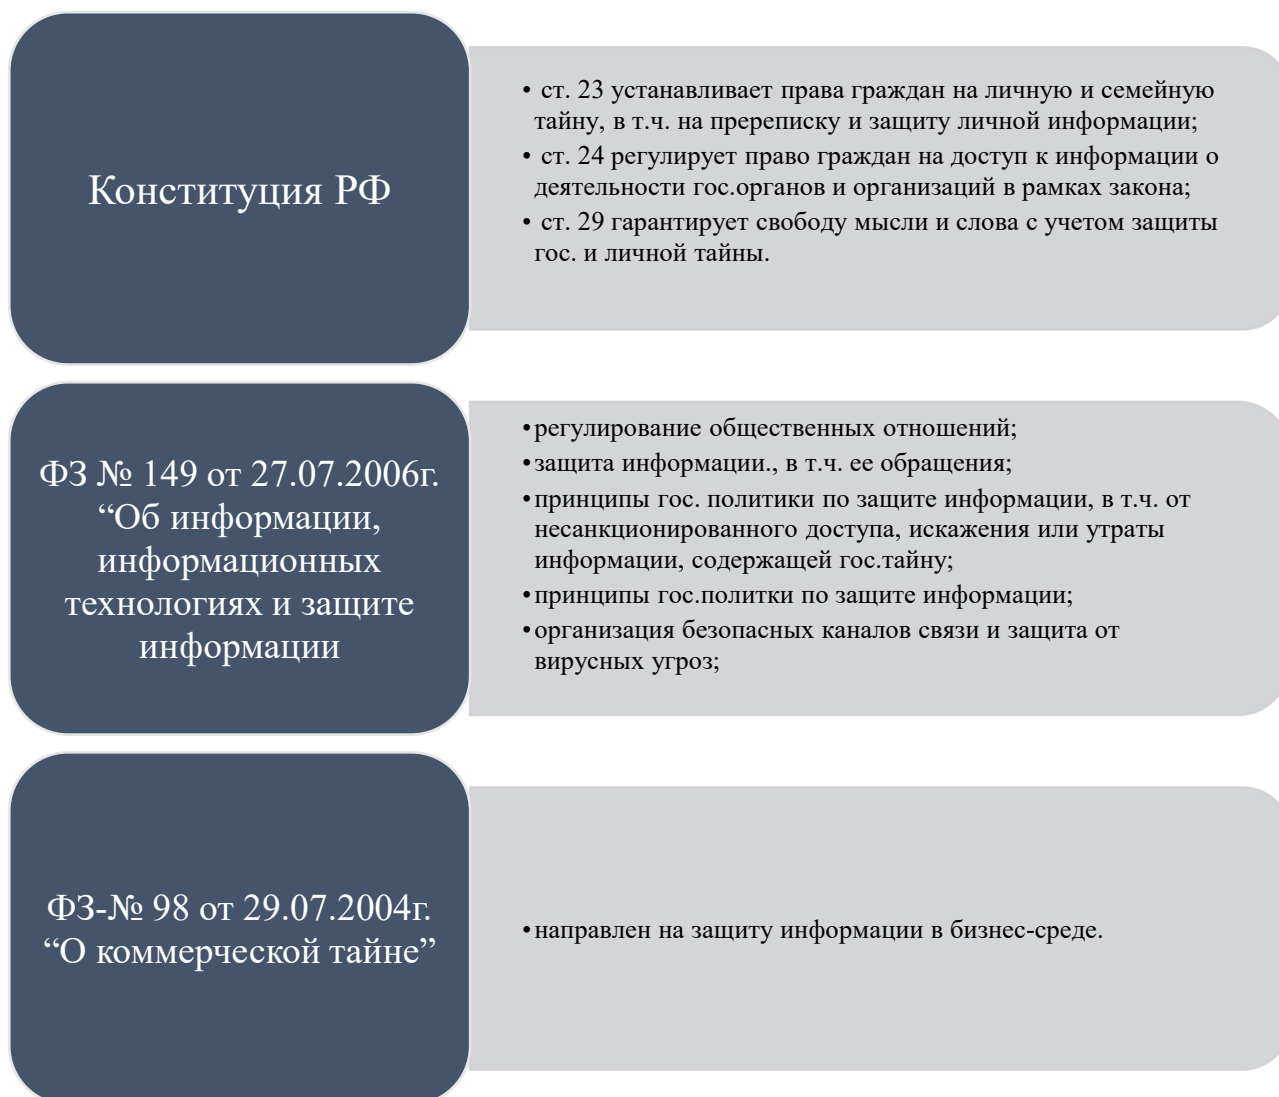 Конституция РФ
• ст. 23 устанавливает права граждан на личную и семейную
тайну, в т.ч. на пререписку и защиту личной информации;
• ст. 24 регулирует право граждан на доступ к информации о
деятельности гос.органов и организаций в рамках закона;
• ст. 29 гарантирует свободу мысли и слова с учетом защиты
гос. и личной тайны.
ФЗ № 149 от 27.07.2006г.
“Об информации,
информационных
технологиях и защите
информации
•регулирование общественных отношений;
•защита информации., в т.ч. ее обращения;
•принципы гос. политики по защите информации, в т.ч. от
несанкционированного доступа, искажения или утраты
информации, содержащей гос.тайну;
•принципы гос.политки по защите информации;
•организация безопасных каналов связи и защита от
вирусных угроз;
ФЗ-№ 98 от 29.07.2004г.
“О коммерческой тайне”
•направлен на защиту информации в бизнес-среде.